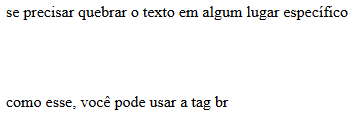 se precisar quebrar o texto em algum lugar específico
como esse, você pode usar a tag br